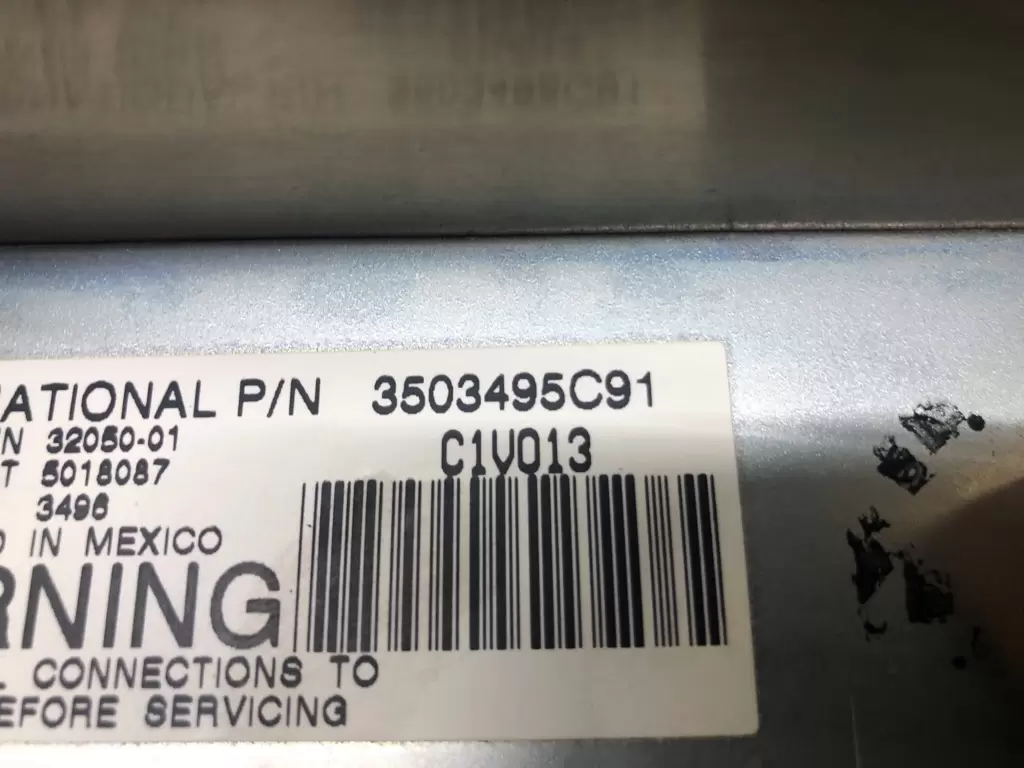 ATIONAL P/N 3503495C91
N 32050-01 C1V013
T 5018087
3496
IN MEXICO
RNING
CONNECTIONS TO
EFORE SERVICING